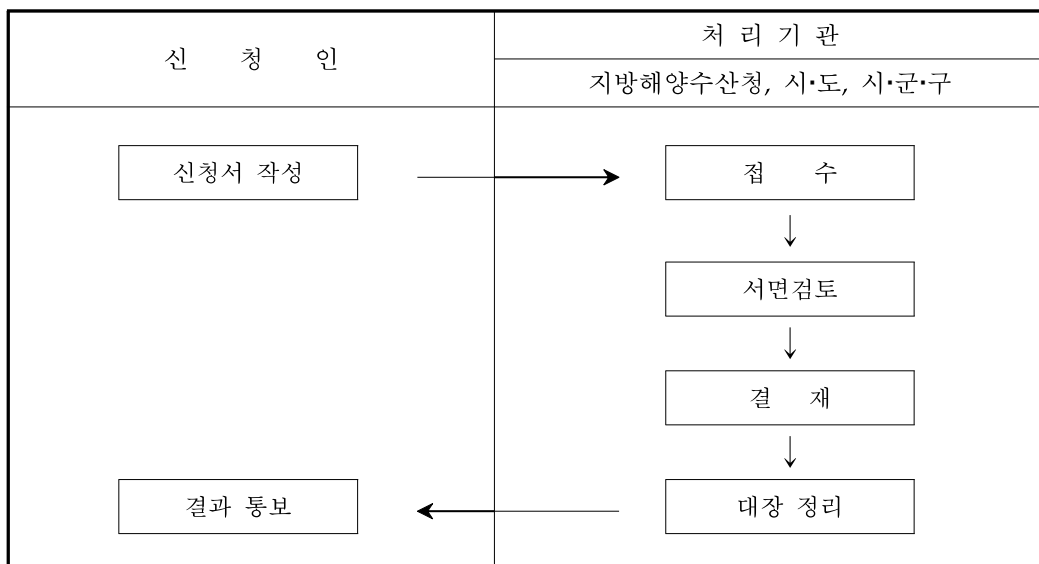 신 청 인
처 리 기 관
지방해양수산청, 시·도, 시·군·구
신청서 작성
접 수
서면검토
결 재
결과 통보
대장 정리